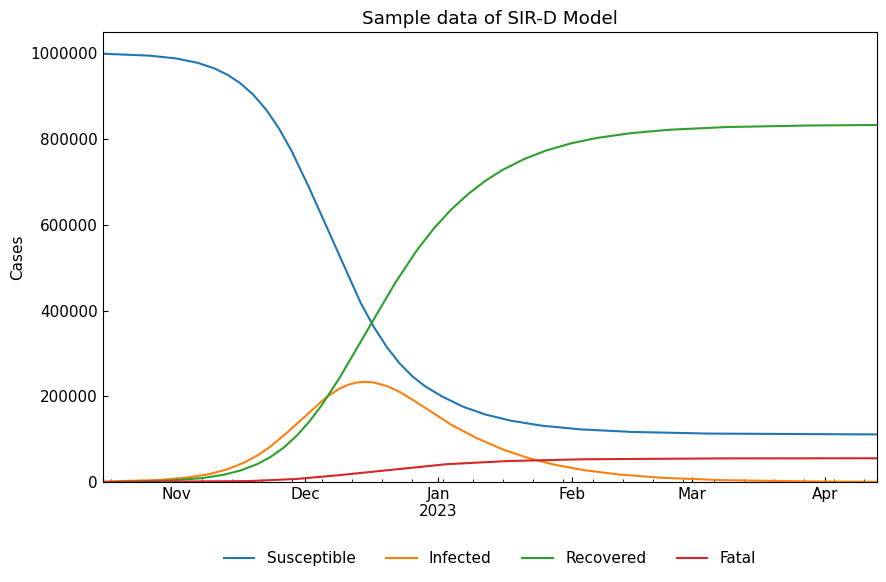 Sample data of SIR-D Model
1000000
800000
600000
400000
200000
0
Cases
Nov Dec Jan Feb Mar Apr
2023
Susceptible Infected Recovered Fatal